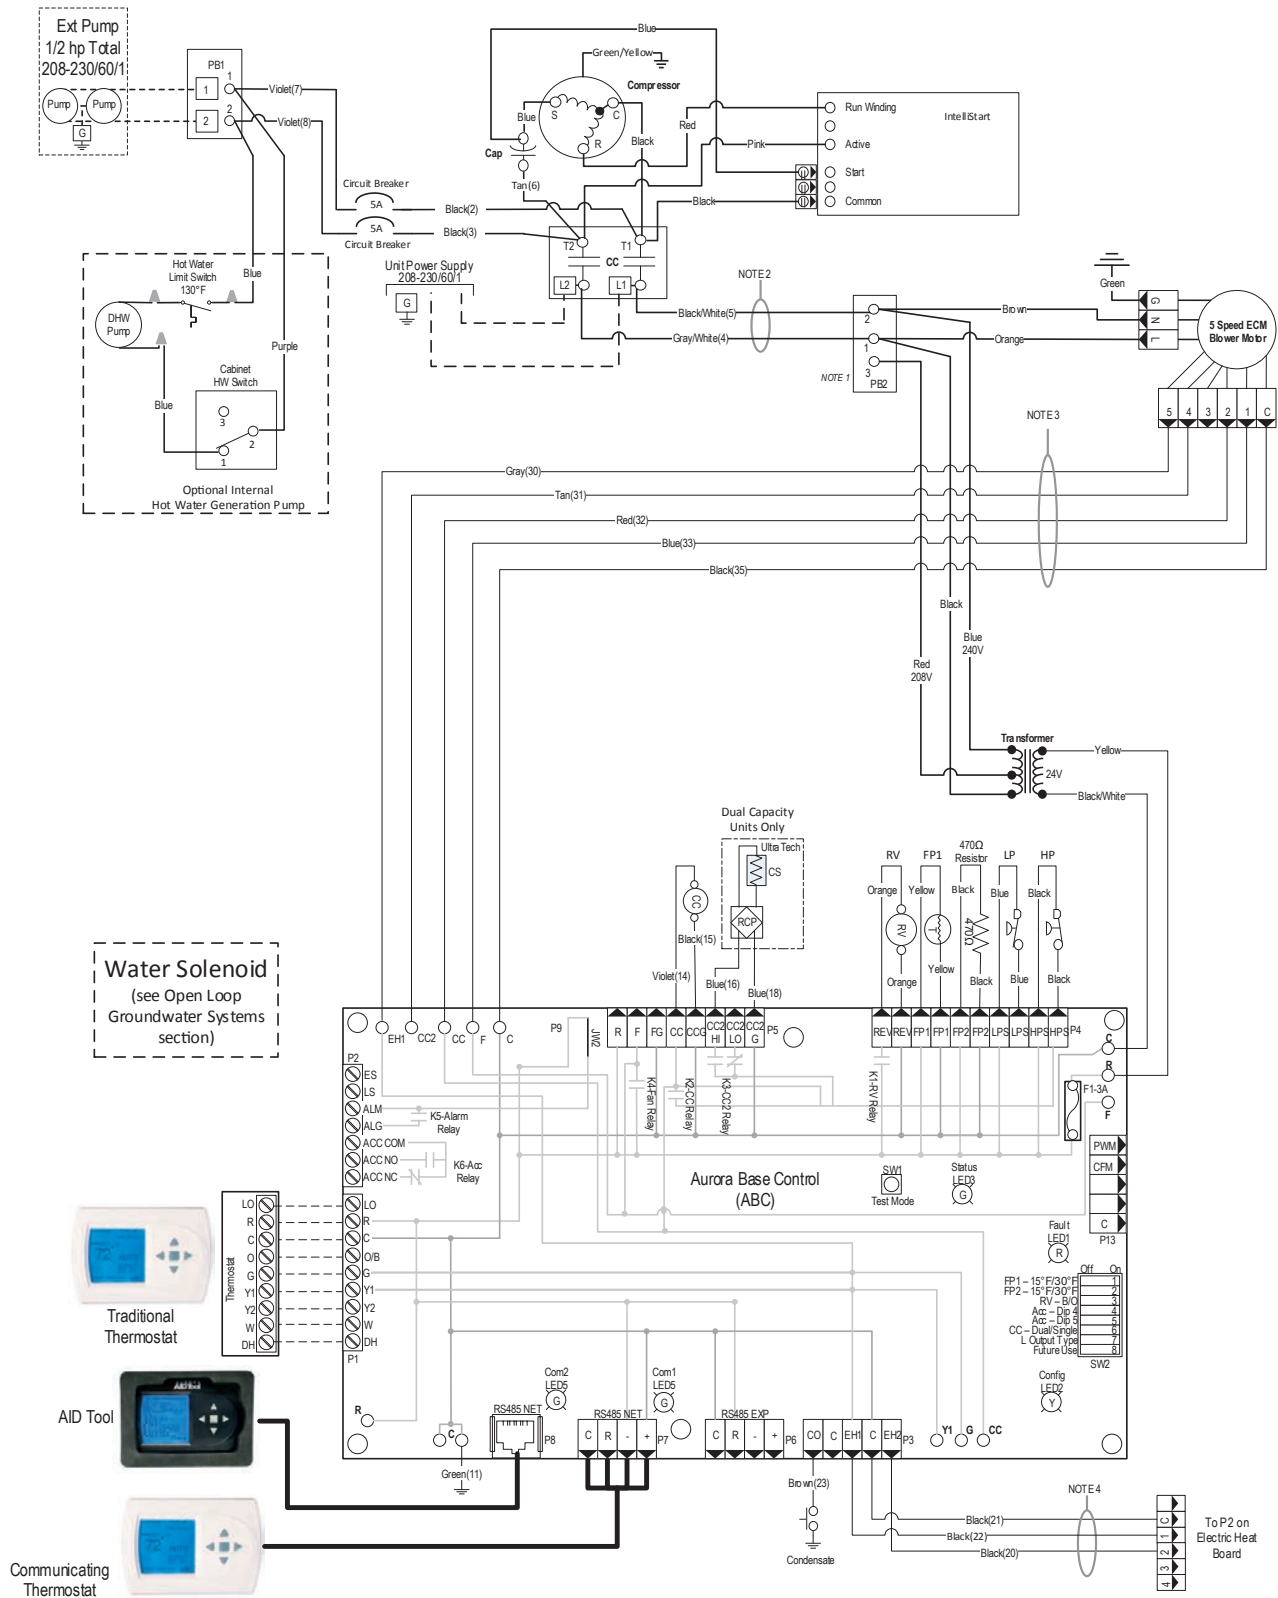 Ext Pump
1/2 hp Total
208-230/60/1
Pump
Pump
G
PB1
1
1
2
2
Violet(7)
Violet(8)
Circuit Breaker
5A
5A
Circuit Breaker
Black(2)
Black(3)
Blue
Green/Yellow
Compressor
S
C
R
Blue
Cap
Tan(6)
Black
Red
Pink
Black
Run Winding
IntelliStart
Active
Start
Common
T2
T1
CC
L2
L1
Unit Power Supply
208-230/60/1
G
Hot Water
Limit Switch
130°F
Blue
DHW
Pump
Purple
Cabinet
HW Switch
Blue
3
2
1
Optional Internal
Hot Water Generation Pump
NOTE 2
Black/White(5)
Gray/White(4)
2
1
3
NOTE 1
PB2
Brown
Orange
Green
G
N
L
5 Speed ECM
Blower Motor
5
4
3
2
1
C
NOTE 3
Gray(30)
Tan(31)
Red(32)
Blue(33)
Black(35)
Black
Blue
240V
Red
208V
Transformer
24V
Yellow
Black/White
Dual Capacity
Units Only
Ultra Tech
CS
RCP
CC
Black(15)
Violet(14)
Blue(16)
Blue(18)
RV
FP1
470Ω
Resistor
LP
HP
Orange
Yellow
Black
Blue
Black
RV
T
470Ω
Orange
Yellow
Black
Blue
Black
Water Solenoid
(see Open Loop
Groundwater Systems
section)
EH1
CC2
CC
F
C
P9
JW2
R
F
FG
CC
CCG
CC2
HI
CC2
LO
CC2
G
P5
REV
REV
FP1
FP1
FP2
FP2
LPS
LPS
HPS
HPS
P4
C
R
F
F1-3A
P2
ES
LS
ALM
ALG
ACC COM
ACC NO
ACC NC
K5-Alarm
Relay
K6-Acc
Relay
K4-Fan Relay
K2-CC Relay
K3-CC2 Relay
K1-RV Relay
Aurora Base Control
(ABC)
SW1
Test Mode
Status
LED3
G
PWM
CFM
C
P13
Fault
LED1
R
Off
On
FP1 – 15°F/30°F
1
FP2 – 15°F/30°F
2
RV – B/O
3
Acc – Dip 4
4
Acc – Dip 5
5
CC – Dual/Single
6
L Output Type
7
Future Use
8
SW2
Config
LED2
Y
Traditional
Thermostat
Thermostat
LO
R
C
O
G
Y1
Y2
W
DH
LO
R
C
O/B
G
Y1
Y2
W
DH
P1
AID Tool
R
C
Green(11)
Com2
LED5
G
RS485 NET
P8
Com1
LED5
G
RS485 NET
C
R
-
+
P7
RS485 EXP
C
R
-
+
P6
CO
C
EH1
C
EH2
P3
Y1
G
CC
Brown(23)
Condensate
NOTE 4
Black(21)
Black(22)
Black(20)
C
1
2
3
4
To P2 on
Electric Heat
Board
Communicating
Thermostat
72°